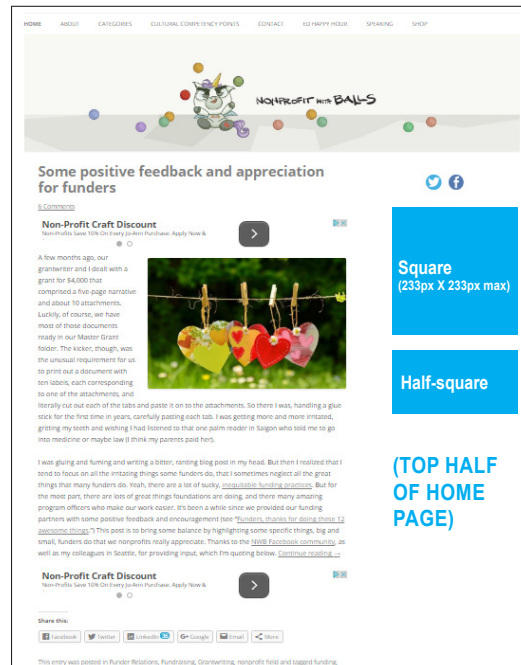 HOME ABOUT CATEGORIES CULTURAL COMPETENCY POINTS CONTACT ED HAPPY HOUR SPEAKING SHOP
NONPROFIT WITH BALLS
Some positive feedback and appreciation
for funders
6 Comments
Non-Profit Craft Discount
Non-Profits Save 10% On Every Jo-Ann Purchase. Apply Now &
A few months ago, our
grantwriter and I dealt with a
grant for $4,000 that
comprised a five-page narrative
and about 10 attachments.
Luckily, of course, we have
most of those documents
ready in our Master Grant
folder. The kicker, though, was
the unusual requirement for us
to print out a document with
ten labels, each corresponding
to one of the attachments, and
literally cut out each of the tabs and paste it on to the attachments. So there I was, handling a glue
stick for the first time in years, carefully pasting each tab. I was getting more and more irritated,
gritting my teeth and wishing I had listened to that one palm reader in Saigon who told me to go
into medicine or maybe law (I think my parents paid her).
I was gluing and fuming and writing a bitter, ranting blog post in my head. But then I realized that I
tend to focus on all the irritating things some funders do, that I sometimes neglect all the great
things that many funders do. Yeah, there are a lot of sucky, inequitable funding practices. But for
the most part, there are lots of great things foundations are doing, and there many amazing
program officers who make our work easier. It's been a while since we provided our funding
partners with some positive feedback and encouragement (see "Funders, thanks for doing these 12
awesome things.") This post is to bring some balance by highlighting some specific things, big and
small, funders do that we nonprofits really appreciate. Thanks to the NWB Facebook community, as
well as my colleagues in Seattle, for providing input, which I'm quoting below. Continue reading →
Non-Profit Craft Discount
Non-Profits Save 10% On Every Jo-Ann Purchase. Apply Now &
Share this:
Facebook Twitter LinkedIn Google Email More
This entry was posted in Funder Relations, Fundraising, Grantwriting, nonprofit field and tagged funding,
Square
(233px X 233px max)
Half-square
(TOP HALF
OF HOME
PAGE)